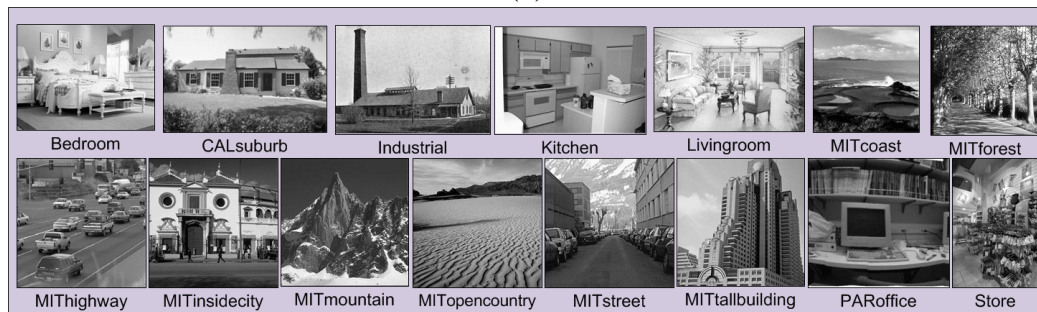 Bedroom
CALsuburb
Industrial
Kitchen
Livingroom
MITcoast
MITforest
MIThighway
MITinsidecity
MITmountain
MITopencountry
MITstreet
MITtallbuilding
PARoffice
Store